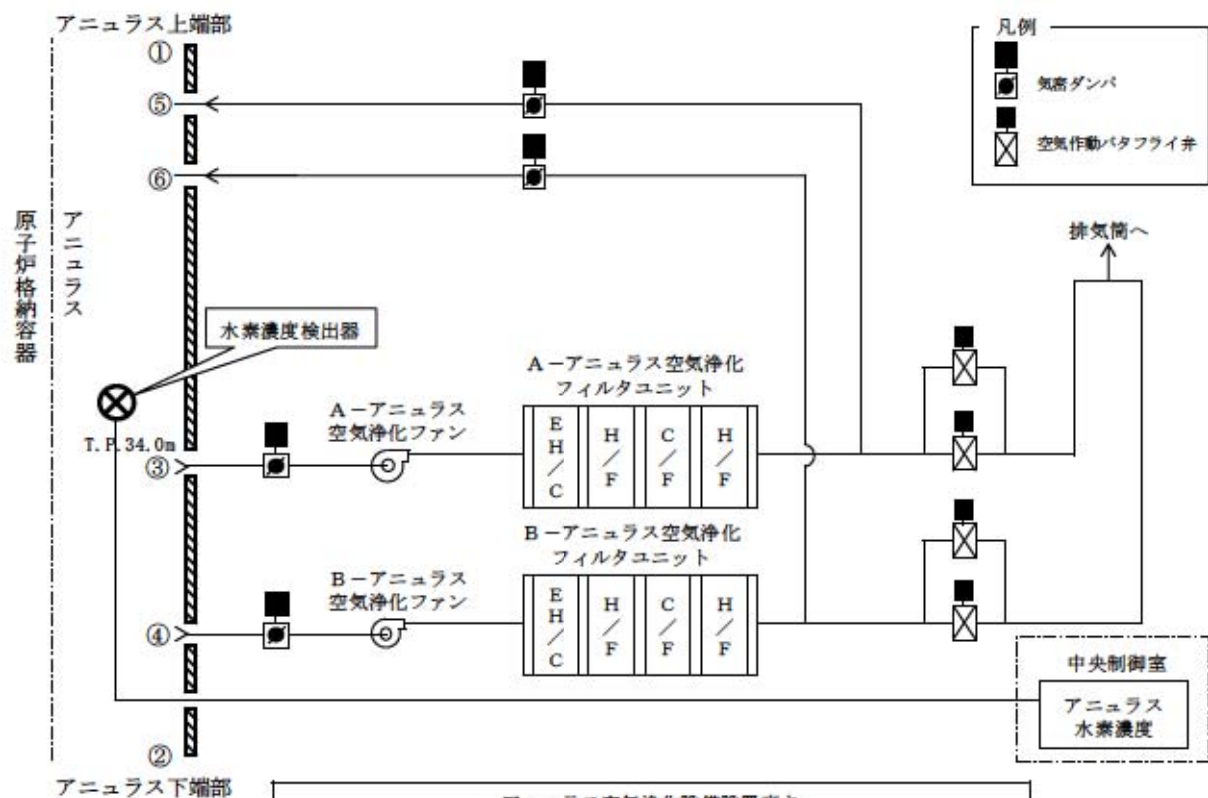 アニュラス上端部
①
⑤
⑥
凡例
気密ダンパ
空気作動バタフライ弁
原子炉格納容器
アニュラス
排気筒へ
水素濃度検出器
T.P.34.0m
③
A-アニュラス
空気浄化ファン
A-アニュラス空気浄化
フィルタユニット
EH/C
H/F
C/F
H/F
④
B-アニュラス
空気浄化ファン
B-アニュラス空気浄化
フィルタユニット
EH/C
H/F
C/F
H/F
中央制御室
アニュラス
水素濃度
②
アニュラス下端部